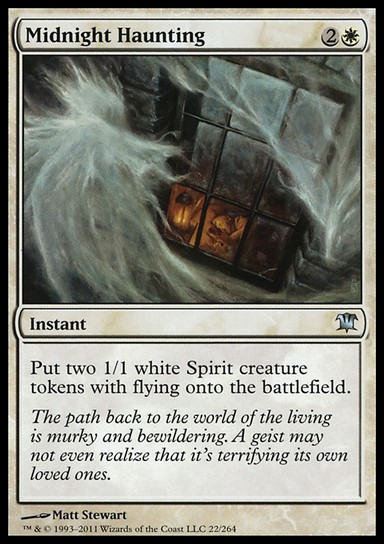 Midnight Haunting 2
Instant
Put two 1/1 white Spirit creature
tokens with flying onto the battlefield.
The path back to the world of the living
is murky and bewildering. A geist may
not even realize that it's terrifying its own
loved ones.
Matt Stewart
™ & © 1993–2011 Wizards of the Coast LLC 22/264